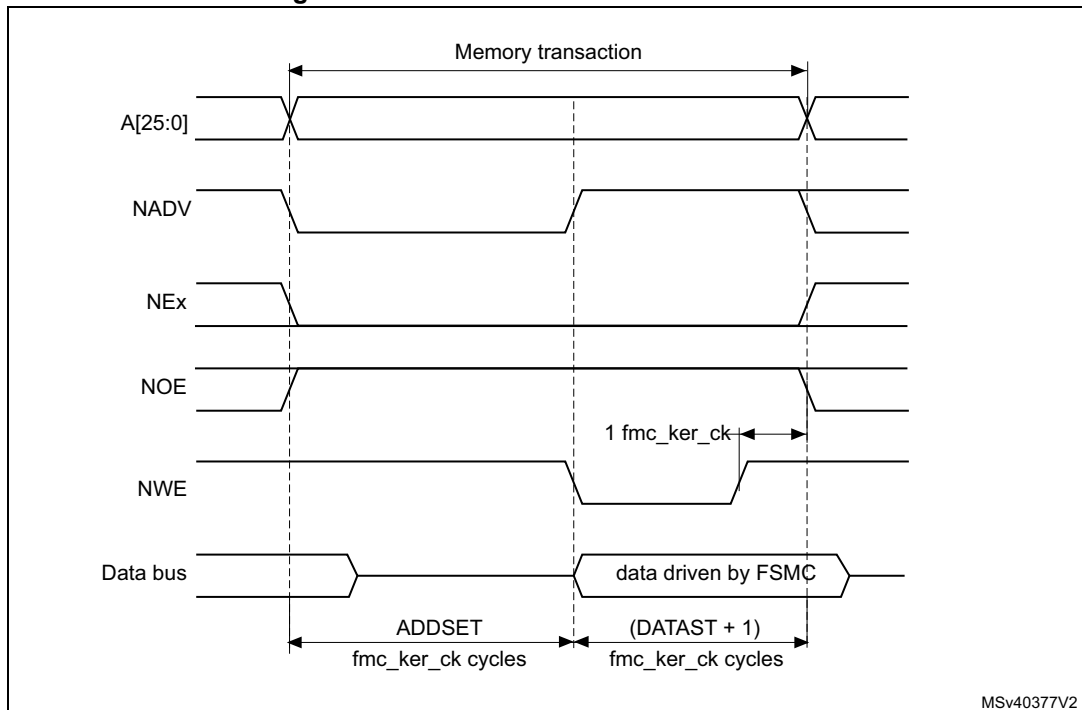 Memory transaction
A[25:0]
NADV
NEx
NOE
1 fmc_ker_ck
NWE
Data bus
data driven by FSMC
ADDSET
(DATAST + 1)
fmc_ker_ck cycles
fmc_ker_ck cycles
MSv40377V2